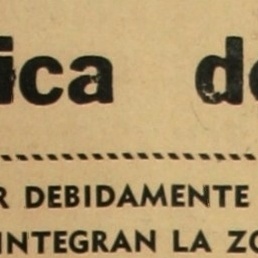 ica de
R DEBIDAMENTE
INTEGRAN LA ZO